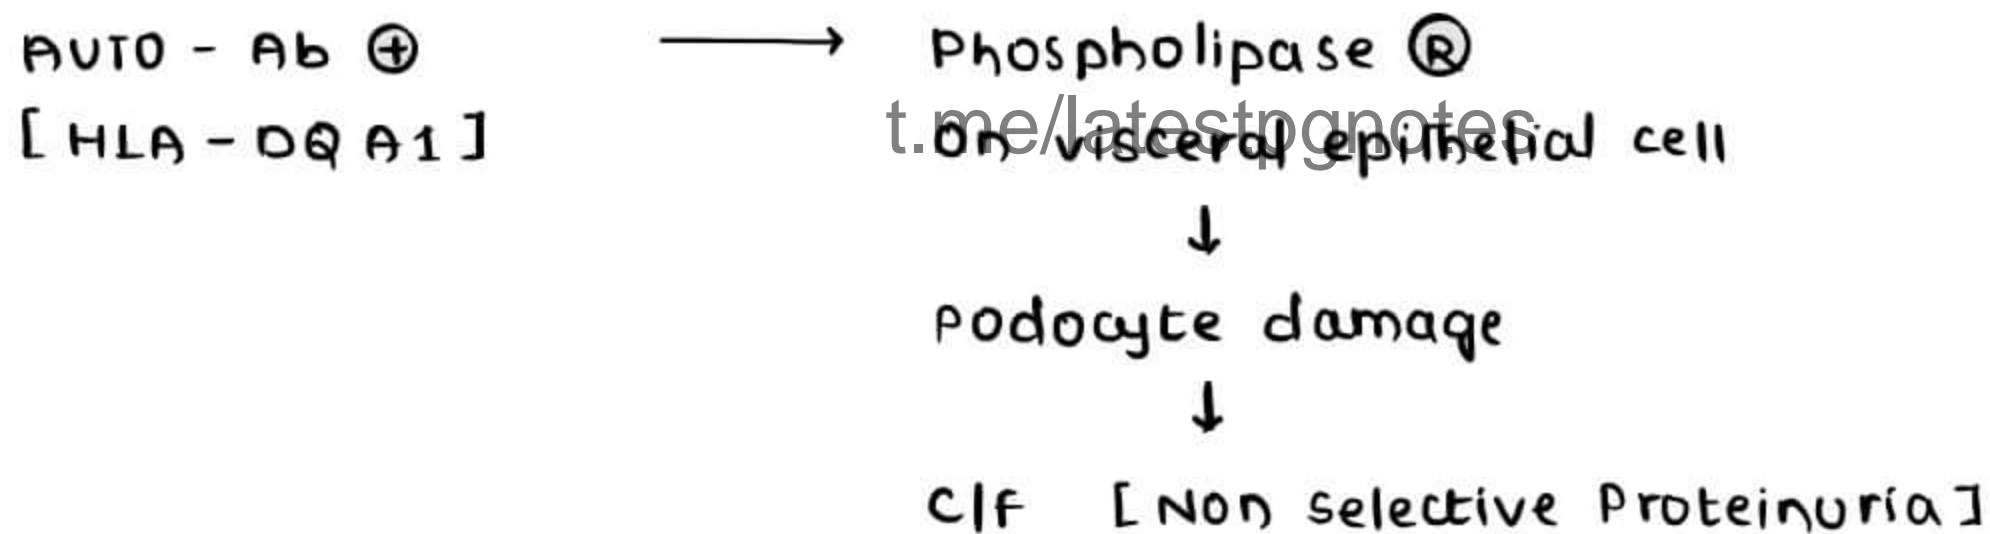 AUTO - Ab ⊕ → Phospholipase Ⓡ
[HLA - DQ A1] on visceral epithelial cell
t.me/latestpgnotes
↓
Podocyte damage
↓
C/F [Non Selective Proteinuria]